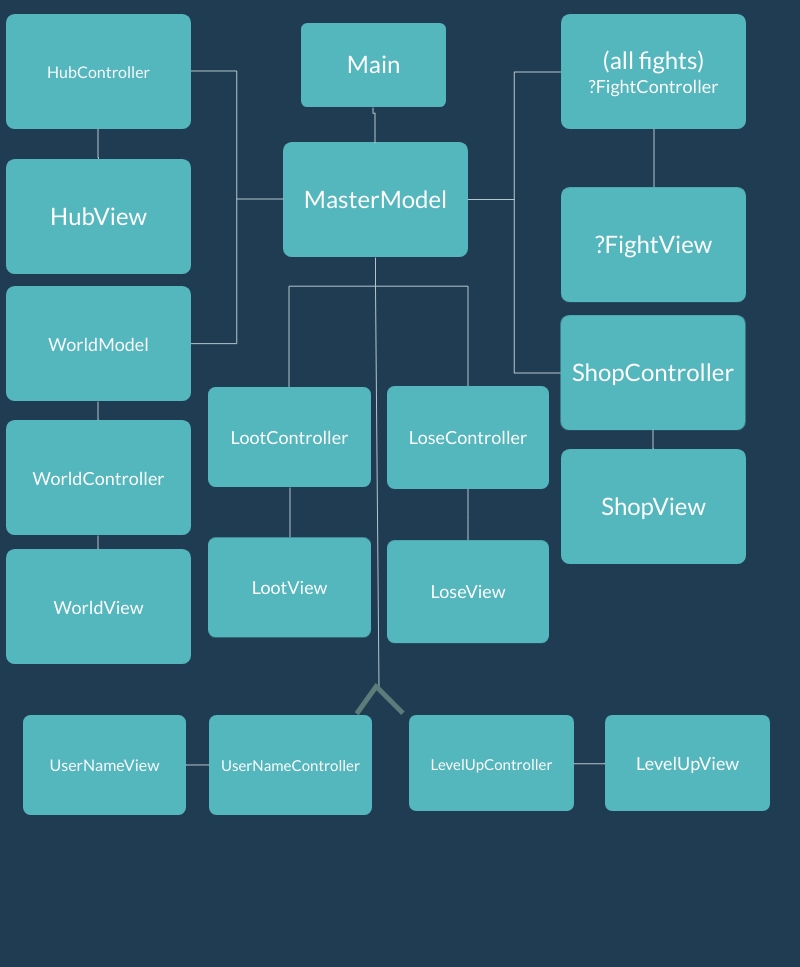 HubController
Main
(all fights)
?FightController
MasterModel
HubView
?FightView
WorldModel
ShopController
LootController
LoseController
WorldController
ShopView
LootView
LoseView
WorldView
UserNameView
UserNameController
LevelUpController
LevelUpView